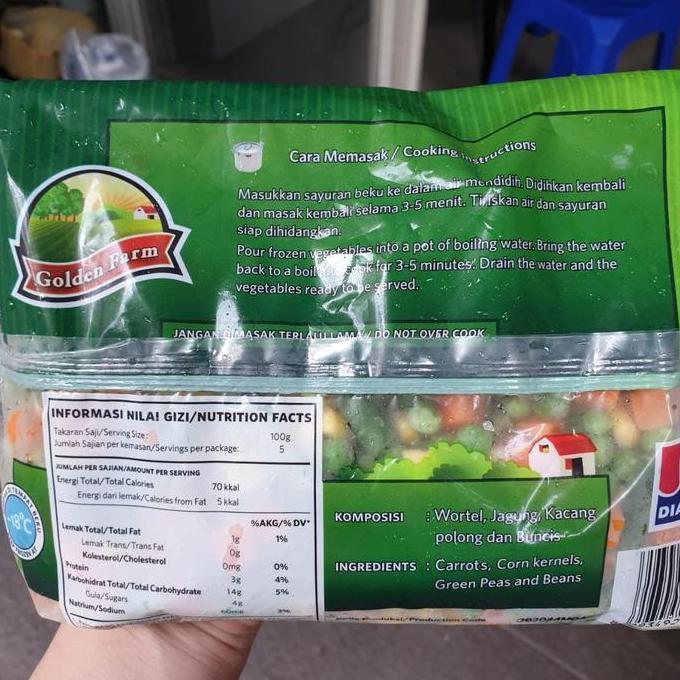 Golden Farm
Cara Memasak / Cooking Instructions
Masukkan sayuran beku ke dalam air mendidih. Didihkan kembali
dan masak kembali selama 3-5 menit. Tiriskan air dan sayuran
siap dihidangkan.
Pour frozen vegetables into a pot of boiling water. Bring the water
back to a boil cook for 3-5 minutes. Drain the water and the
vegetables ready to be served.
JANGAN DIMASAK TERLALU LAMA / DO NOT OVER COOK
INFORMASI NILAI GIZI/NUTRITION FACTS
Takaran Saji/Serving Size: 100g
Jumlah Sajian per kemasan/Servings per package: 5
JUMLAH PER SAJIAN/AMOUNT PER SERVING
Energi Total/Total Calories 70 kkal
Energi dari lemak/Calories from Fat 5 kkal
%AKG/%DV*
Lemak Total/Total Fat 1g 1%
Lemak Trans/Trans Fat 0g
Kolesterol/Cholesterol 0mg 0%
Protein 3g 4%
Karbohidrat Total/Total Carbohydrate 14g 5%
Gula/Sugars 4g
Natrium/Sodium 3%
-18°C
KOMPOSISI : Wortel, Jagung, Kacang
polong dan Buncis
INGREDIENTS : Carrots, Corn kernels,
Green Peas and Beans
DIA
Production Code